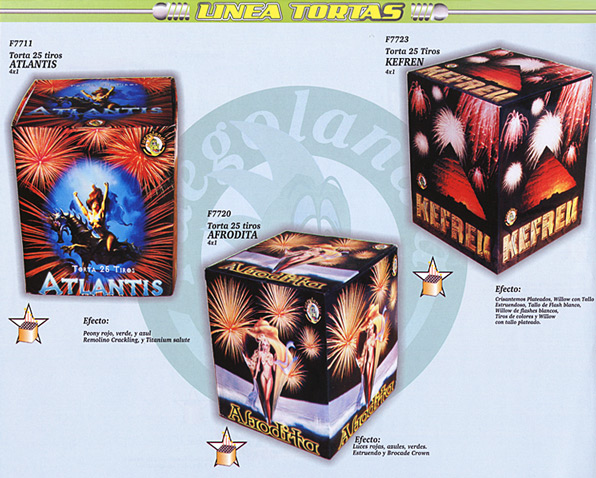 LINEA TORTAS
F7711
Torta 25 tiros
ATLANTIS
4x1
F7723
Torta 25 Tiros
KEFREN
4x1
ATLANTIS
KEFREN
KEFREN
TORTA 25 TIROS
ATLANTIS
F7720
Torta 25 tiros
AFRODITA
4x1
Afrodita
Afrodita
Afrodita
Efecto:
Peony rojo, verde, y azul
Remolino Crackling, y Titanium salute
Efecto:
Crisantemos Plateados, Willow con Tallo
Estruendoso, Tallo de Flash blanco,
Willow de flashes blancos,
Tiros de colores y Willow
con tallo plateado.
Efecto:
Luces rojas, azules, verdes.
Estruendo y Brocade Crown